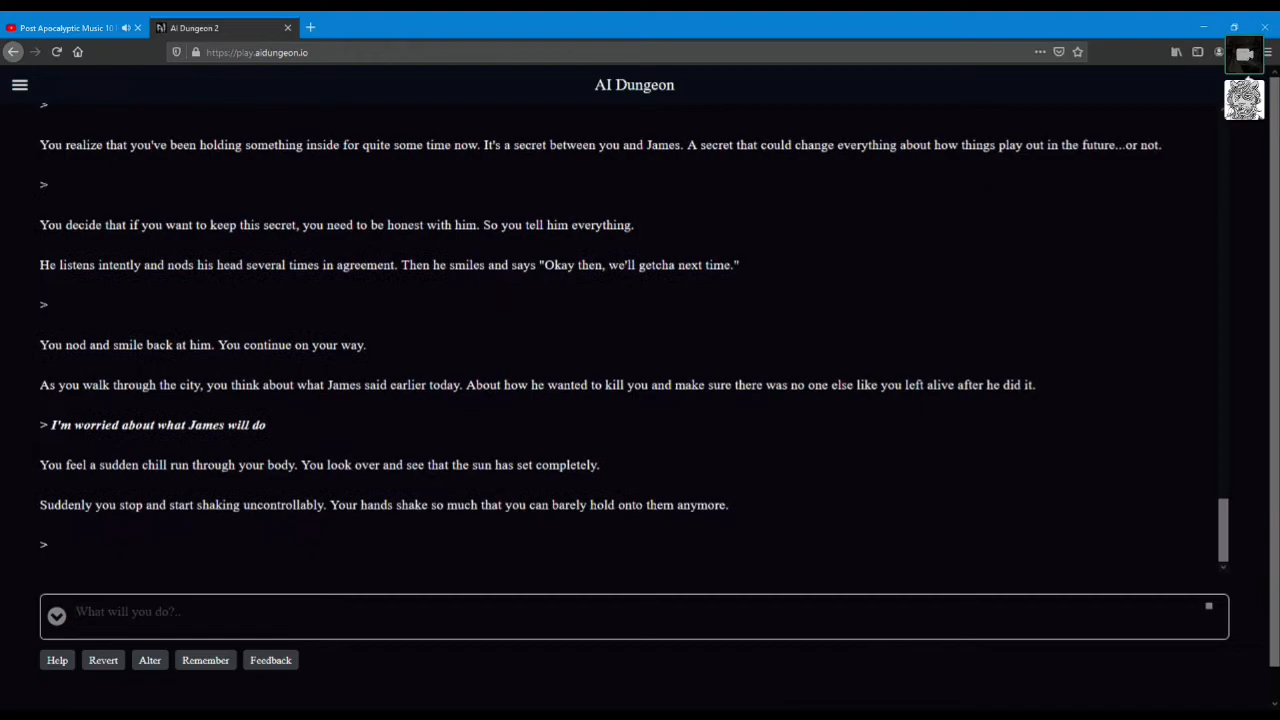 Post Apocalyptic Music 10
AI Dungeon 2
https://play.aidungeon.io
AI Dungeon
>
You realize that you've been holding something inside for quite some time now. It's a secret between you and James. A secret that could change everything about how things play out in the future...or not.
>
You decide that if you want to keep this secret, you need to be honest with him. So you tell him everything.
He listens intently and nods his head several times in agreement. Then he smiles and says "Okay then, we'll getcha next time."
>
You nod and smile back at him. You continue on your way.
As you walk through the city, you think about what James said earlier today. About how he wanted to kill you and make sure there was no one else like you left alive after he did it.
> I'm worried about what James will do
You feel a sudden chill run through your body. You look over and see that the sun has set completely.
Suddenly you stop and start shaking uncontrollably. Your hands shake so much that you can barely hold onto them anymore.
>
What will you do?..
Help Revert Alter Remember Feedback